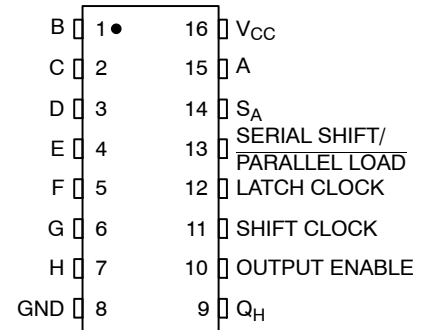 B 1 16 VCC
C 2 15 A
D 3 14 SA
E 4 13 SERIAL SHIFT/
PARALLEL LOAD
F 5 12 LATCH CLOCK
G 6 11 SHIFT CLOCK
H 7 10 OUTPUT ENABLE
GND 8 9 QH